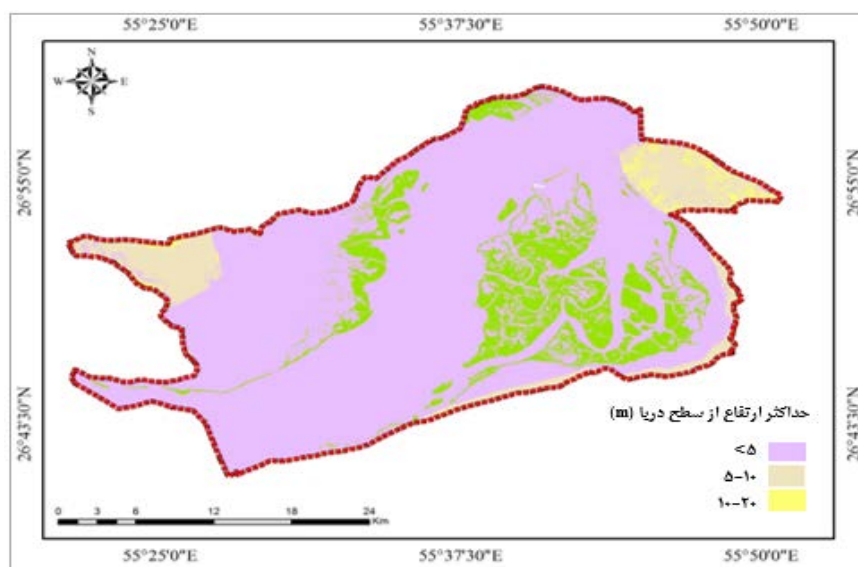 55°25'0"E 55°37'30"E 55°50'0"E
N
W E
S
26°55'0"N 26°55'0"N
26°43'30"N 26°43'30"N
حداکثر ارتفاع از سطح دریا (m)
<۵
۵-۱۰
۱۰-۲۰
0 3 6 12 18 24
Km
55°25'0"E 55°37'30"E 55°50'0"E